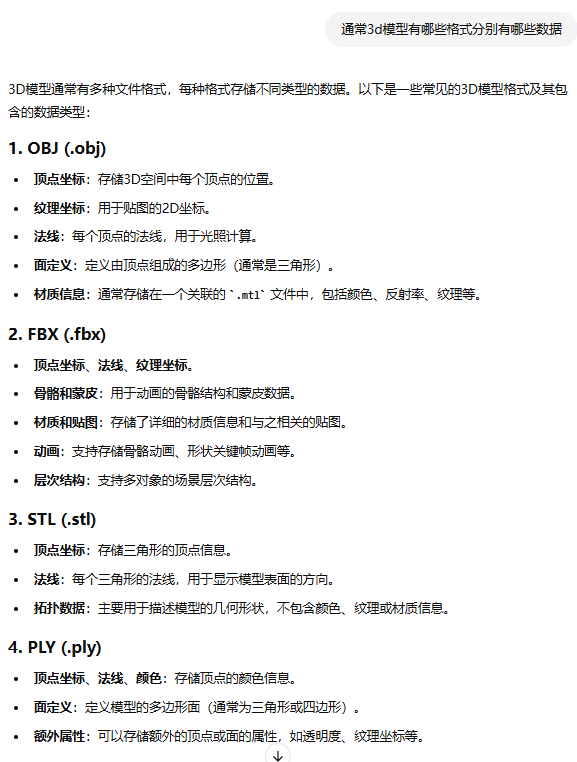 通常3d模型有哪些格式分别有哪些数据
3D模型通常有多种文件格式，每种格式存储不同类型的数据。以下是一些常见的3D模型格式及其包
含的数据类型：
1. OBJ (.obj)
• 顶点坐标：存储3D空间中每个顶点的位置。
• 纹理坐标：用于贴图的2D坐标。
• 法线：每个顶点的法线，用于光照计算。
• 面定义：定义由顶点组成的多边形（通常是三角形）。
• 材质信息：通常存储在一个关联的 `.mtl` 文件中，包括颜色、反射率、纹理等。
2. FBX (.fbx)
• 顶点坐标、法线、纹理坐标。
• 骨骼和蒙皮：用于动画的骨骼结构和蒙皮数据。
• 材质和贴图：存储了详细的材质信息和与之相关的贴图。
• 动画：支持存储骨骼动画、形状关键帧动画等。
• 层次结构：支持多对象的场景层次结构。
3. STL (.stl)
• 顶点坐标：存储三角形的顶点信息。
• 法线：每个三角形的法线，用于显示模型表面的方向。
• 拓扑数据：主要用于描述模型的几何形状，不包含颜色、纹理或材质信息。
4. PLY (.ply)
• 顶点坐标、法线、颜色：存储顶点的颜色信息。
• 面定义：定义模型的多边形面（通常为三角形或四边形）。
• 额外属性：可以存储额外的顶点或面的属性，如透明度、纹理坐标等。